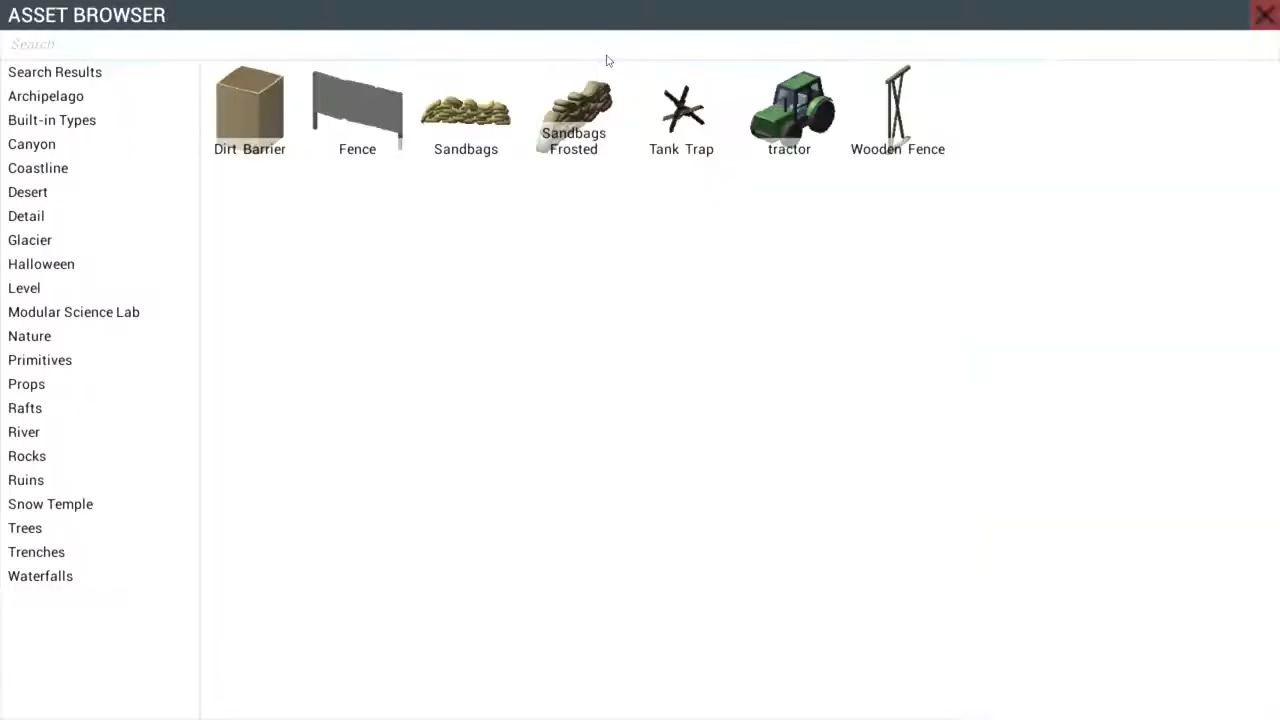 ASSET BROWSER
Search
Search Results
Archipelago
Built-in Types
Canyon
Coastline
Desert
Detail
Glacier
Halloween
Level
Modular Science Lab
Nature
Primitives
Props
Rafts
River
Rocks
Ruins
Snow Temple
Trees
Trenches
Waterfalls
Dirt Barrier
Fence
Sandbags
Sandbags
Frosted
Tank Trap
tractor
Wooden Fence